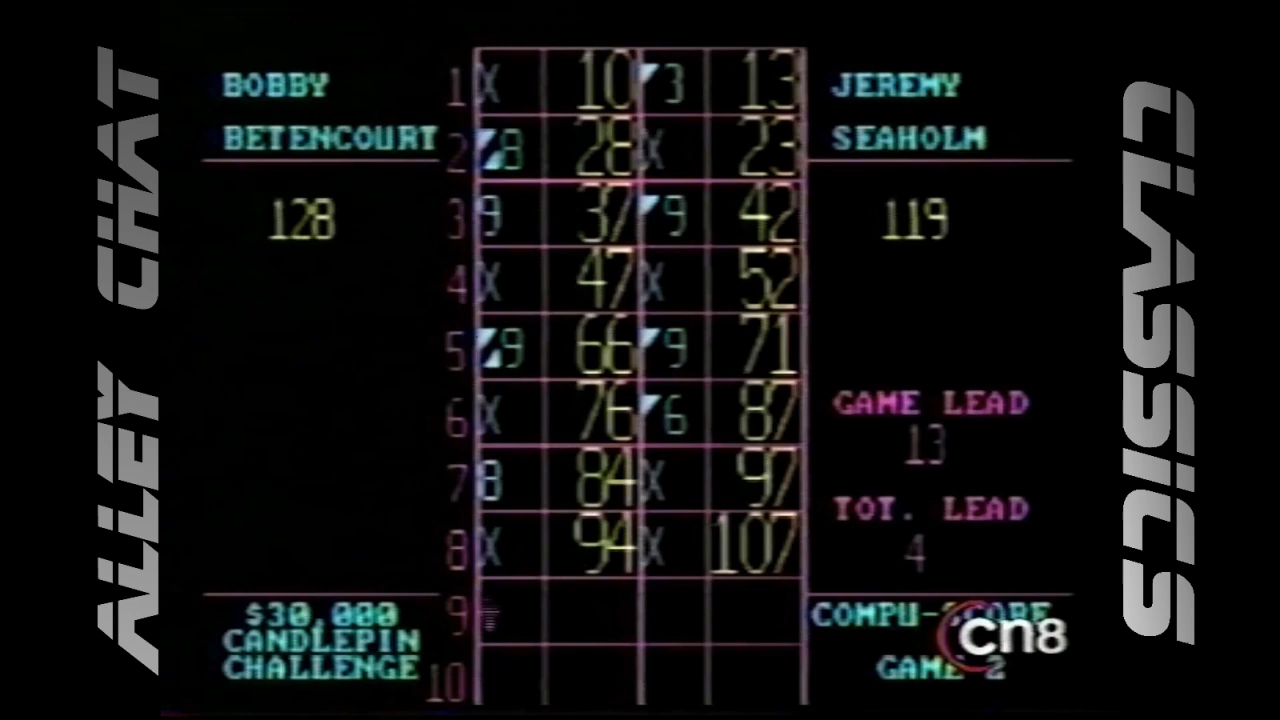 ALLEY CHAT
BOBBY
BETENCOURT
128
1 X 10 3 13
2 8 28 X 23
3 9 37 9 42
4 X 47 X 52
5 9 66 9 71
6 X 76 6 87
7 8 84 X 97
8 X 94 X 107
9
10
JEREMY
SEAHOLM
119
GAME LEAD
13
TOT. LEAD
4
$30,000
CANDLEPIN
CHALLENGE
COMPU-SCORE
cn8
GAME 2
CLASSICS